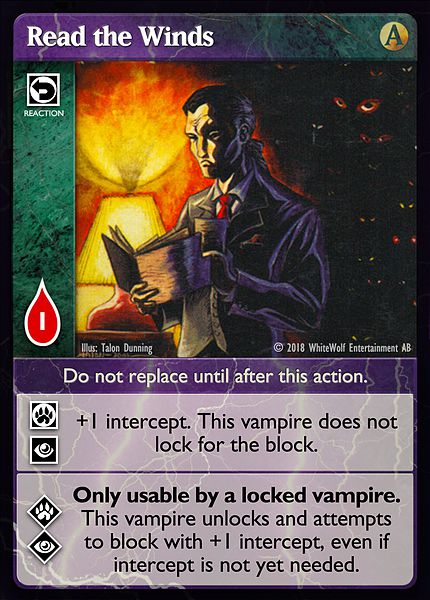 Read the Winds
A
REACTION
1
Illus: Talon Dunning
© 2018 WhiteWolf Entertainment AB
Do not replace until after this action.
+1 intercept. This vampire does not
lock for the block.
Only usable by a locked vampire.
This vampire unlocks and attempts
to block with +1 intercept, even if
intercept is not yet needed.